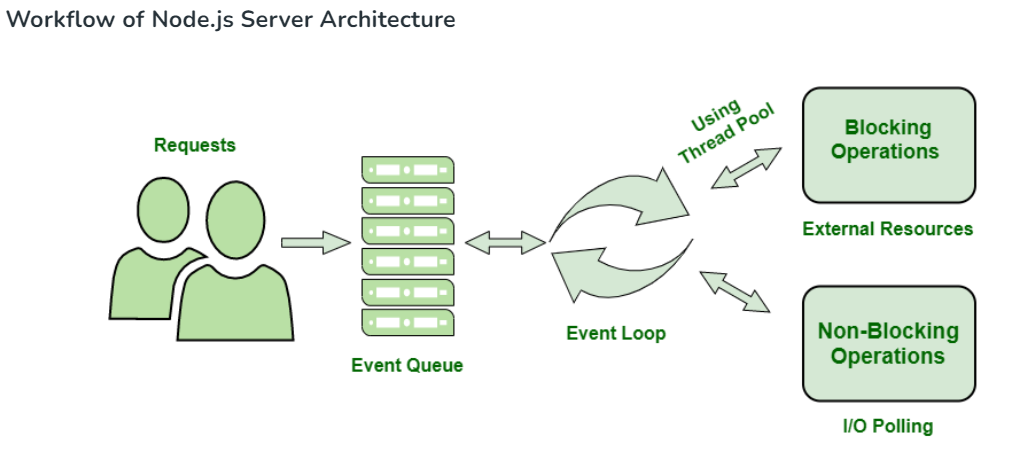 Workflow of Node.js Server Architecture
Requests
Event Queue
Event Loop
Using
Thread Pool
Blocking
Operations
External Resources
Non-Blocking
Operations
I/O Polling